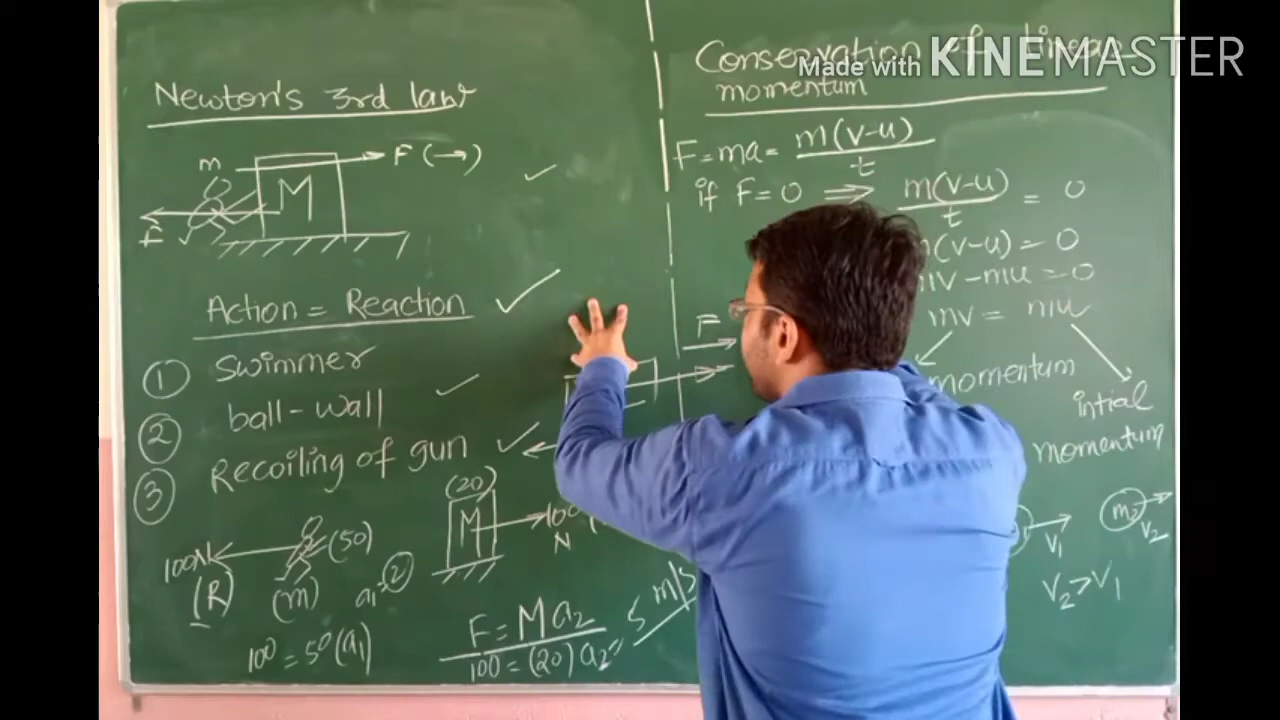 Newton's 3rd law
m
F (→)
M
F
Action = Reaction
① Swimmer
② ball-wall
③ Recoiling of gun
100N
(R)
(50)
(m)
a₁=②
100 = 50(a₁)
(20)
M
100
N
F = Ma₂
100 = (20)a₂ = 5 m/s
Conservation of linear
momentum
Made with KINEMASTER
F=ma= m(v-u)/t
if F=0 ⇒ m(v-u)/t = 0
(v-u) = 0
mv-mu=0
mv = mu
F
momentum
intial
momentum
V₁
m₂
V₂
V₂>V₁